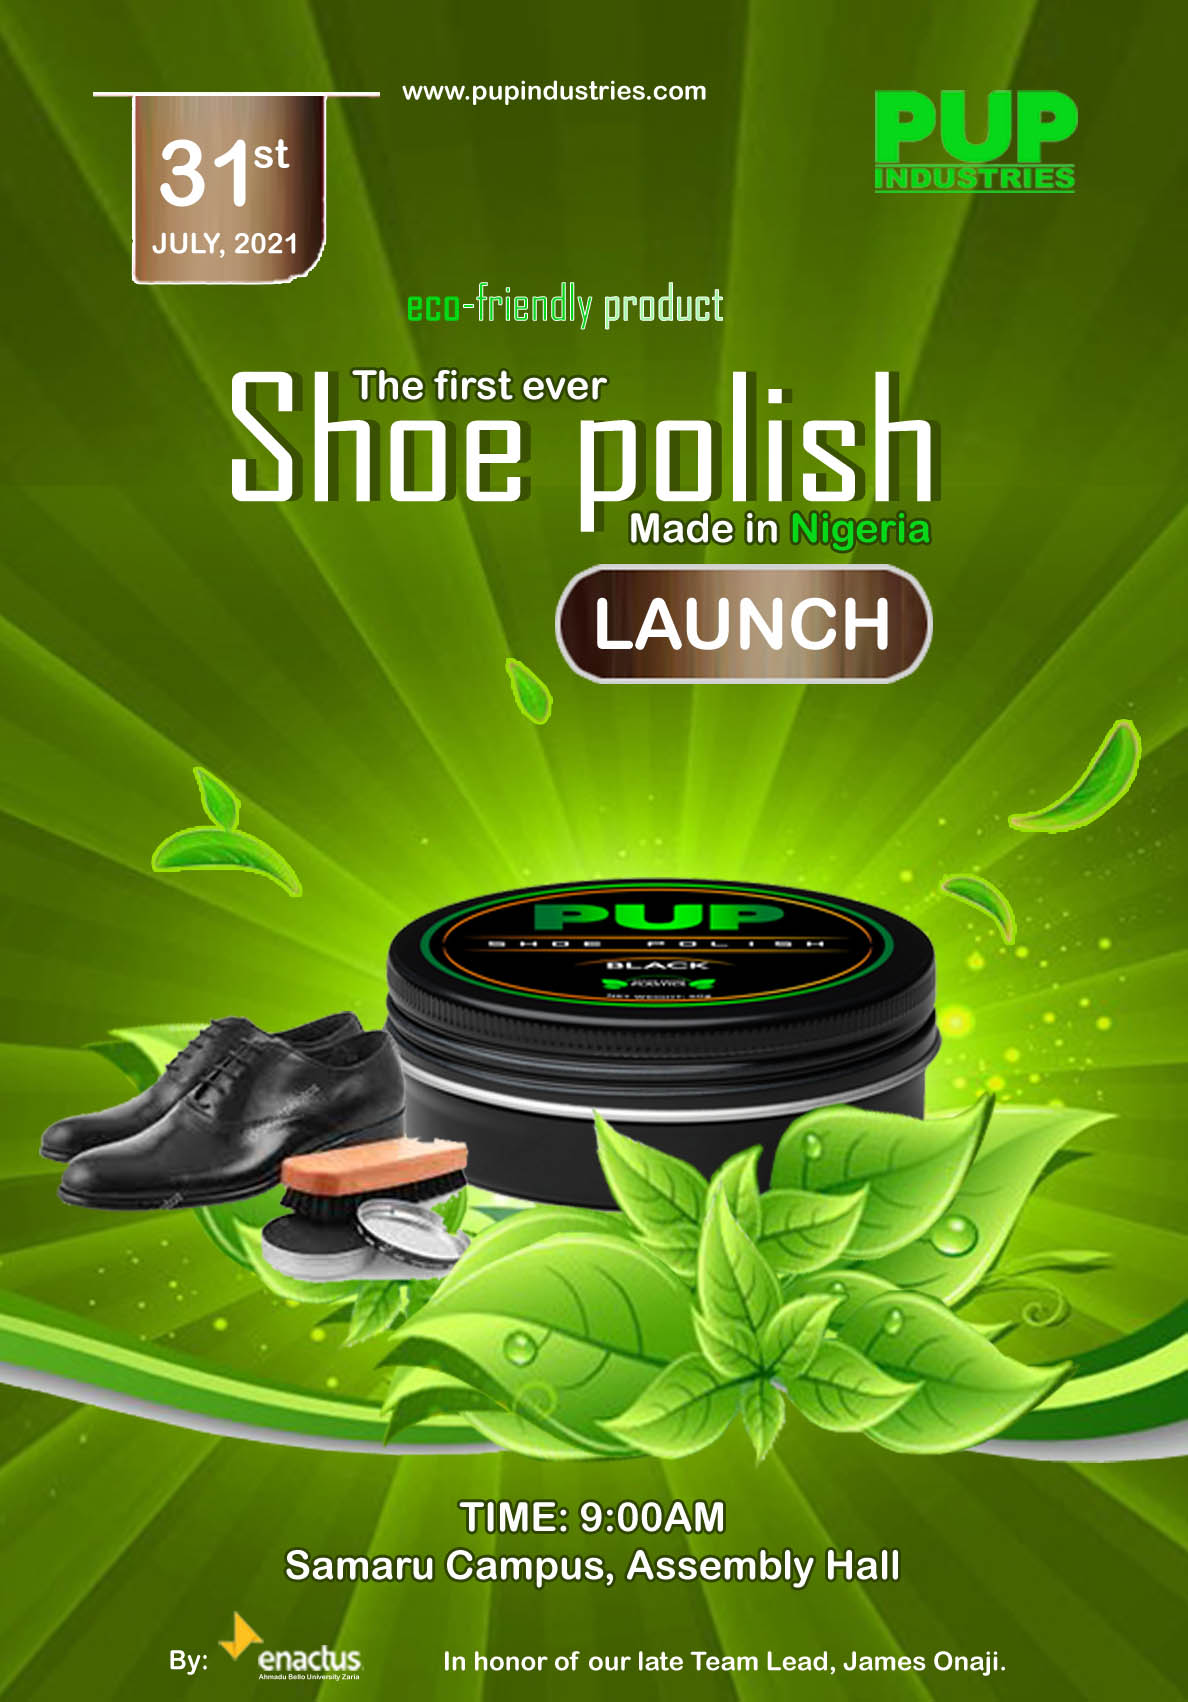 www.pupindustries.com
31st
JULY, 2021
PUP
INDUSTRIES
eco-friendly product
The first ever
Shoe polish
Made in Nigeria
LAUNCH
PUP
SHOE POLISH
BLACK
NET WEIGHT:
TIME: 9:00AM
Samaru Campus, Assembly Hall
By: enactus
Ahmadu Bello University Zaria
In honor of our late Team Lead, James Onaji.